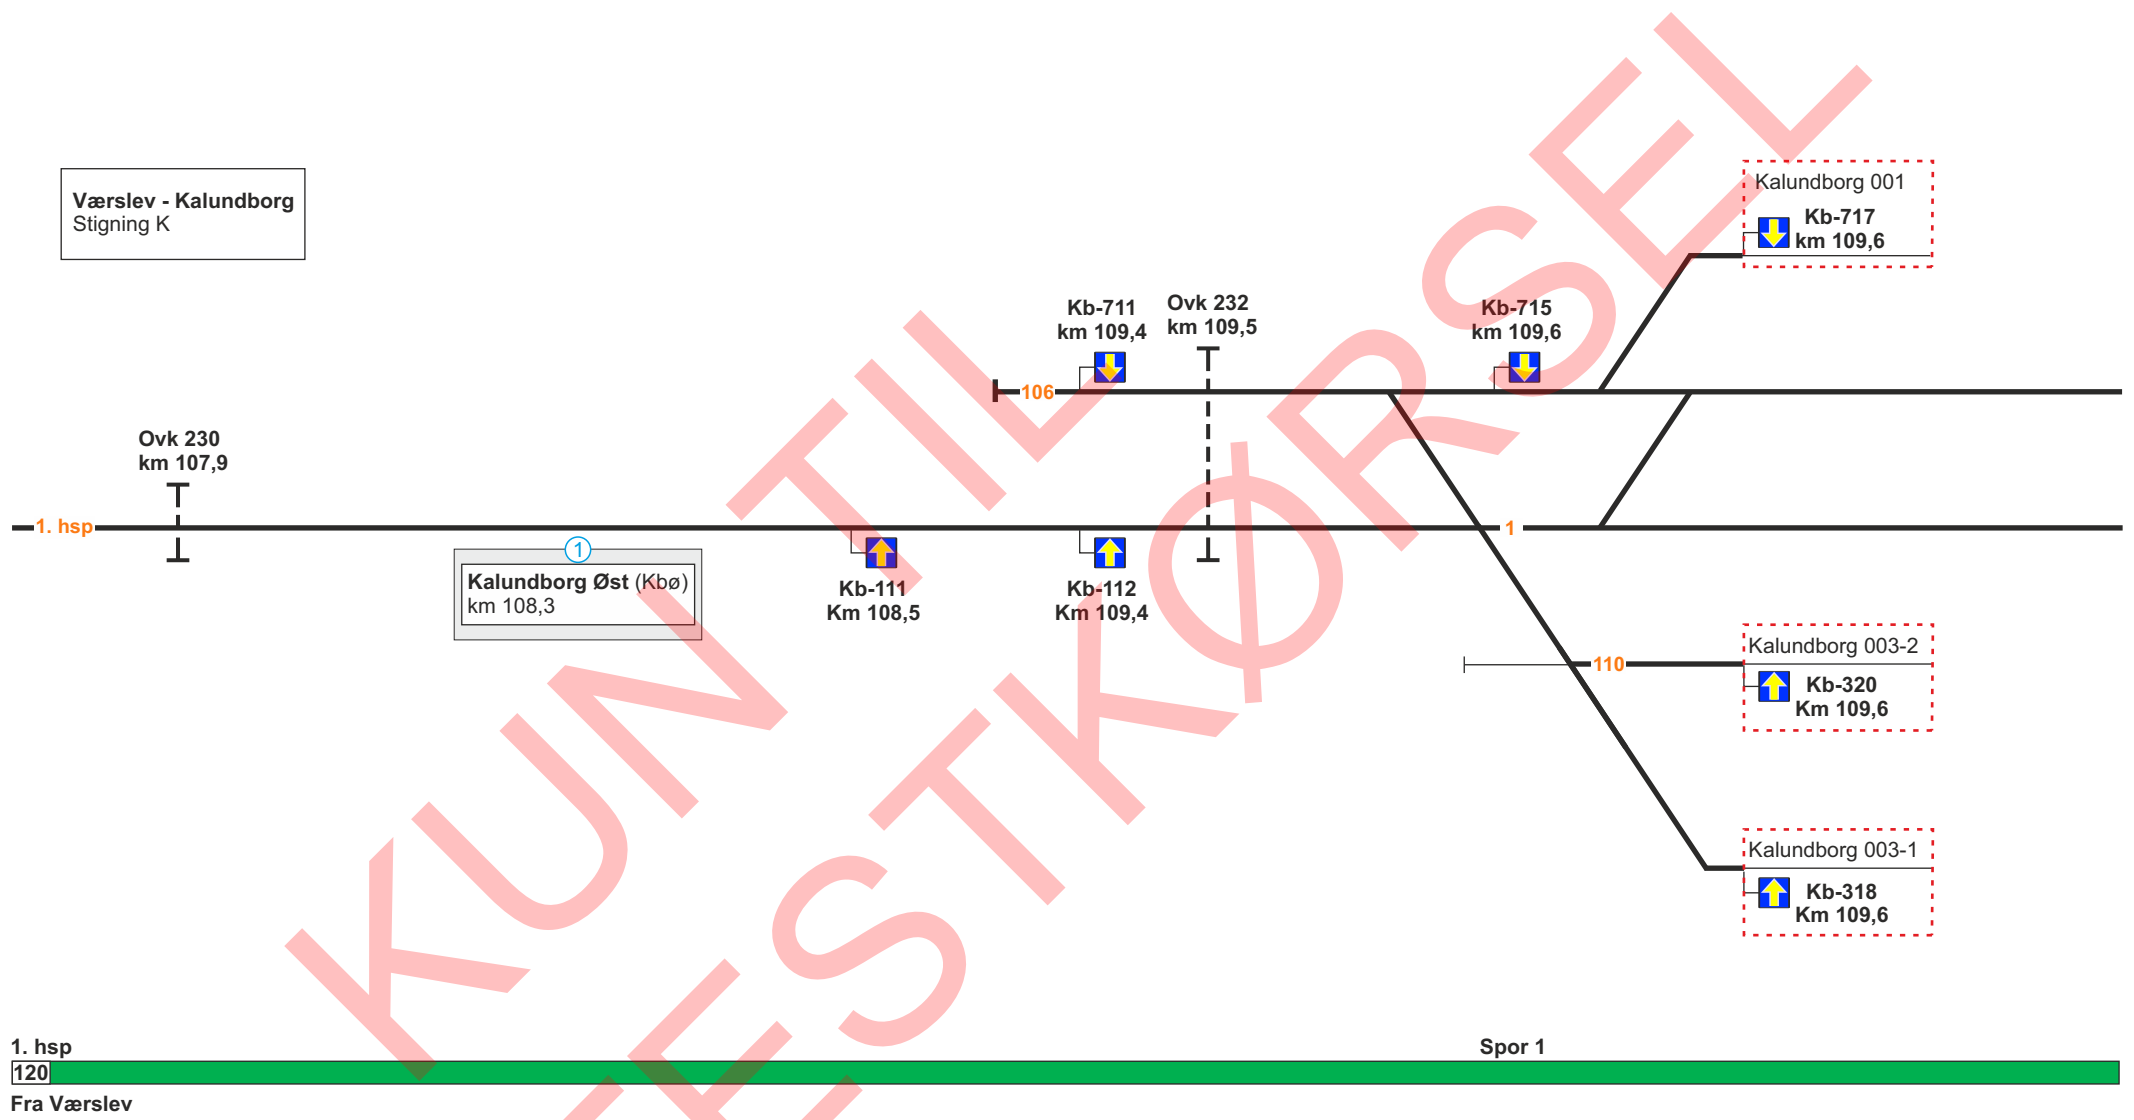 Værslev - Kalundborg
Stigning K
Kalundborg 001
Kb-717
km 109,6
Kb-711
km 109,4
Ovk 232
km 109,5
Kb-715
km 109,6
106
Ovk 230
km 107,9
1. hsp
1
1
Kalundborg Øst (Kbø)
km 108,3
Kb-111
Km 108,5
Kb-112
Km 109,4
Kalundborg 003-2
110
Kb-320
Km 109,6
Kalundborg 003-1
Kb-318
Km 109,6
1. hsp
Spor 1
120
Fra Værslev
KUN TIL
ESTKØRSEL